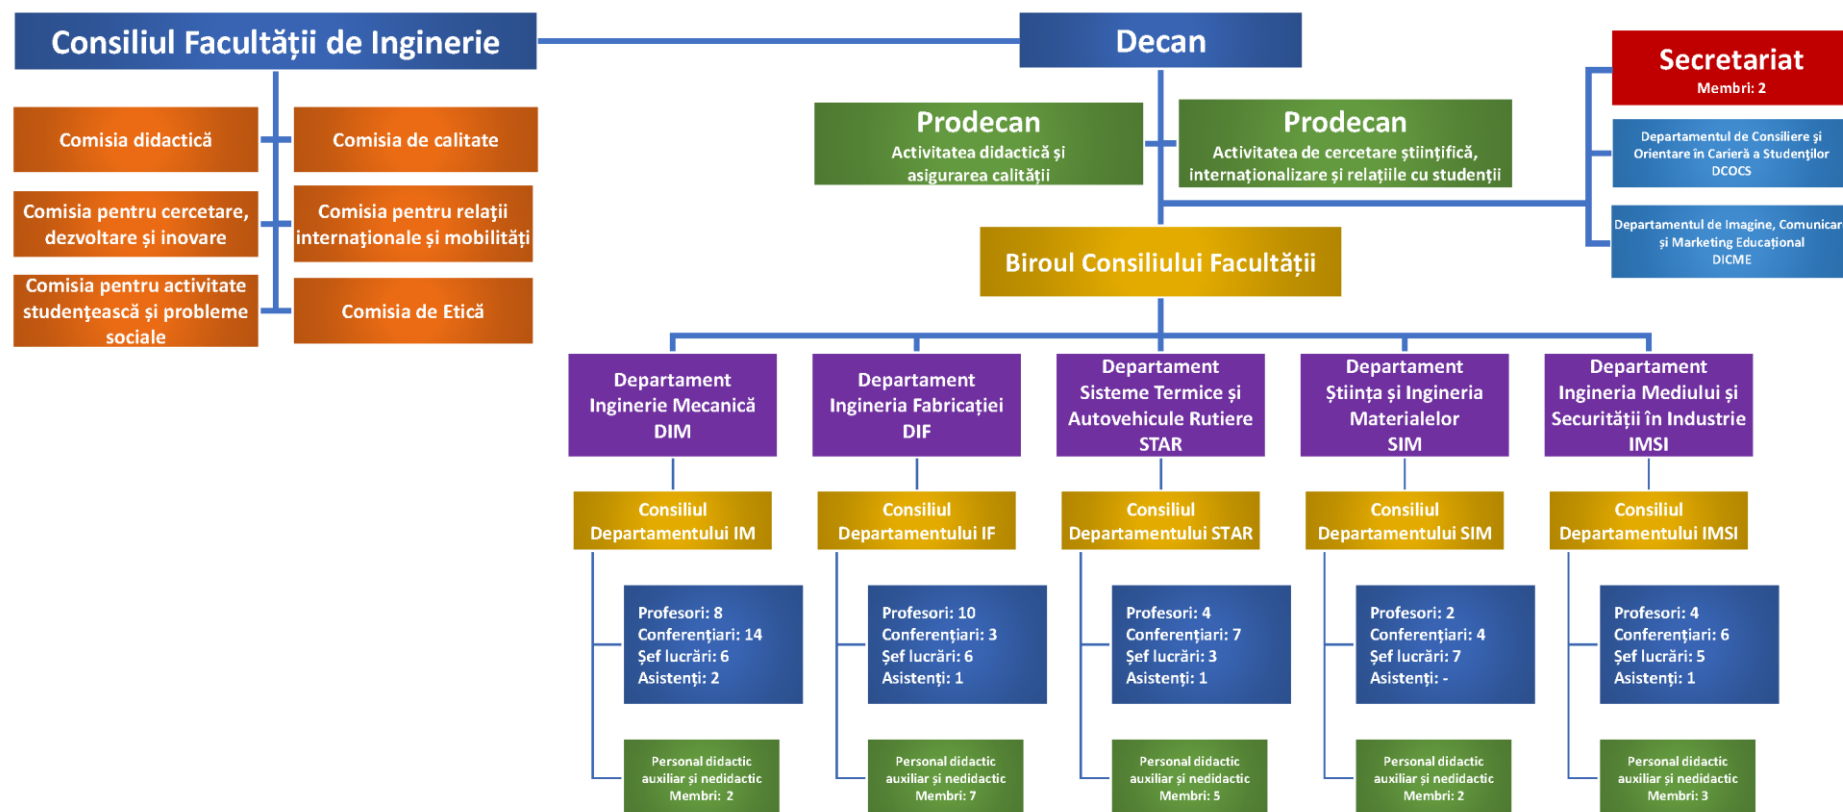 Consiliul Facultății de Inginerie
Comisia didactică
Comisia de calitate
Comisia pentru cercetare,
dezvoltare și inovare
Comisia pentru relații
internaționale și mobilități
Comisia pentru activitate
studențească și probleme
sociale
Comisia de Etică
Decan
Prodecan
Activitatea didactică și
asigurarea calității
Prodecan
Activitatea de cercetare științifică,
internaționalizare și relațiile cu studenții
Secretariat
Membri: 2
Departamentul de Consiliere și
Orientare în Carieră a Studenților
DCOCS
Departamentul de Imagine, Comunicar
și Marketing Educațional
DICME
Biroul Consiliului Facultății
Departament
Inginerie Mecanică
DIM
Departament
Ingineria Fabricației
DIF
Departament
Sisteme Termice și
Autovehicule Rutiere
STAR
Departament
Știința și Ingineria
Materialelor
SIM
Departament
Ingineria Mediului și
Securității în Industrie
IMSI
Consiliul
Departamentului IM
Consiliul
Departamentului IF
Consiliul
Departamentului STAR
Consiliul
Departamentului SIM
Consiliul
Departamentului IMSI
Profesori: 8
Conferențiari: 14
Șef lucrări: 6
Asistenți: 2
Profesori: 10
Conferențiari: 3
Șef lucrări: 6
Asistenți: 1
Profesori: 4
Conferențiari: 7
Șef lucrări: 3
Asistenți: 1
Profesori: 2
Conferențiari: 4
Șef lucrări: 7
Asistenți: -
Profesori: 4
Conferențiari: 6
Șef lucrări: 5
Asistenți: 1
Personal didactic
auxiliar și nedidactic
Membri: 2
Personal didactic
auxiliar și nedidactic
Membri: 7
Personal didactic
auxiliar și nedidactic
Membri: 5
Personal didactic
auxiliar și nedidactic
Membri: 2
Personal didactic
auxiliar și nedidactic
Membri: 3